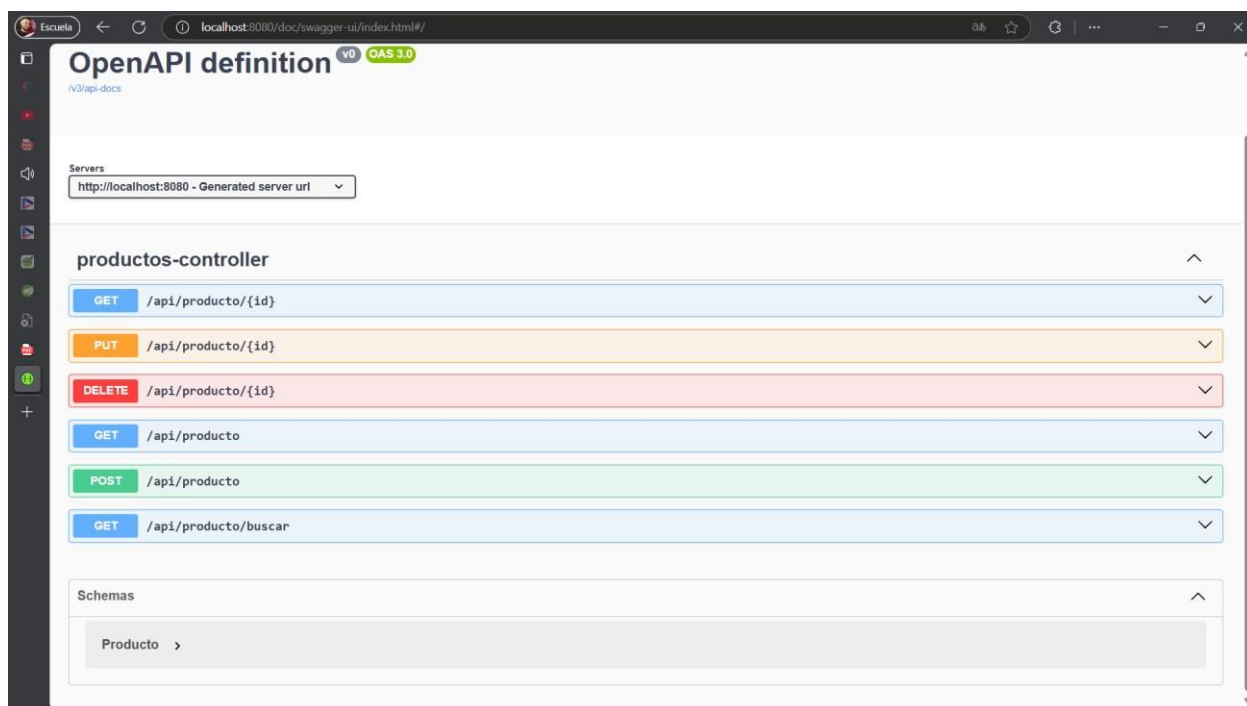 Escuela
localhost:8080/doc/swagger-ui/index.html#/
OpenAPI definition v0 OAS 3.0
/v3/api-docs
Servers
http://localhost:8080 - Generated server url
productos-controller
GET /api/producto/{id}
PUT /api/producto/{id}
DELETE /api/producto/{id}
GET /api/producto
POST /api/producto
GET /api/producto/buscar
Schemas
Producto